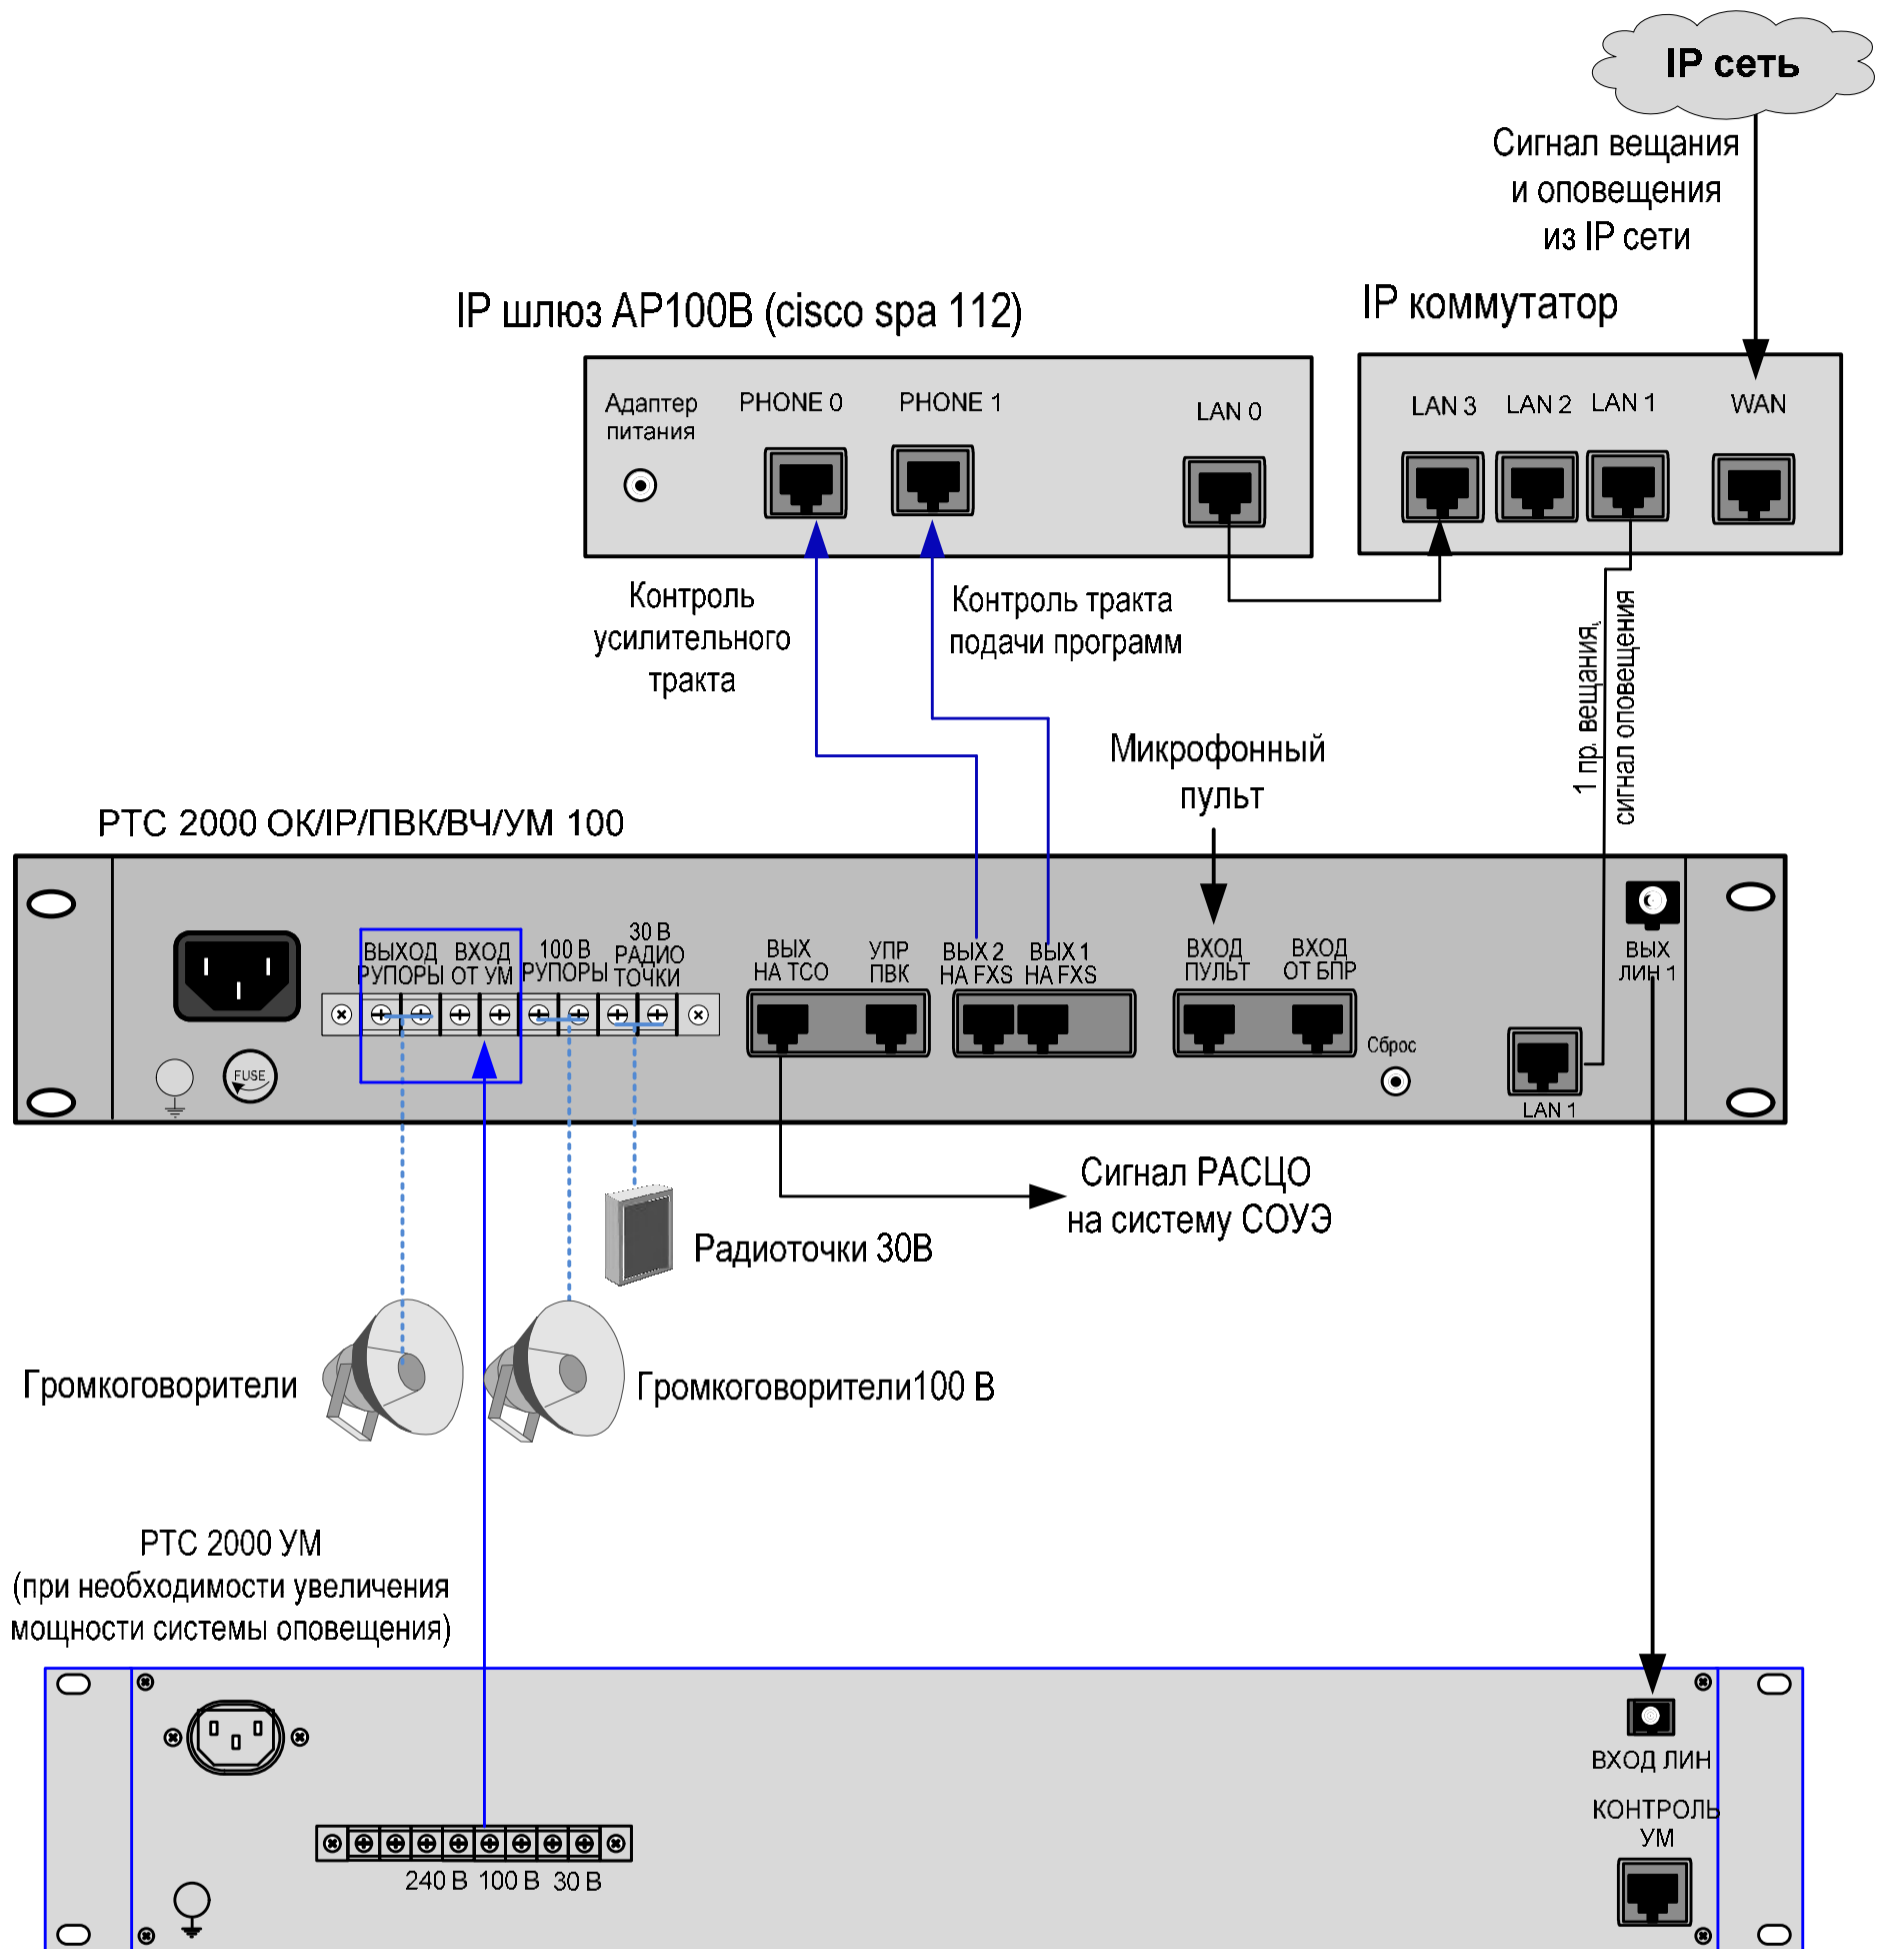 IP сеть
Сигнал вещания
и оповещения
из IP сети
IP шлюз AP100B (cisco spa 112)
IP коммутатор
Адаптер
питания
PHONE 0
PHONE 1
LAN 0
LAN 3
LAN 2
LAN 1
WAN
Контроль
усилительного
тракта
Контроль тракта
подачи программ
1 пр. вещания,
сигнал оповещения
Микрофонный
пульт
РТС 2000 ОК/IP/ПВК/ВЧ/УМ 100
ВЫХОД
РУПОРЫ
ВХОД
ОТ УМ
100 В
РУПОРЫ
30 В
РАДИО
ТОЧКИ
ВЫХ
НА ТСО
УПР
ПВК
ВЫХ 2
НА FXS
ВЫХ 1
НА FXS
ВХОД
ПУЛЬТ
ВХОД
ОТ БПР
ВЫХ
ЛИН 1
Сброс
FUSE
LAN 1
Сигнал РАСЦО
на систему СОУЭ
Радиоточки 30В
Громкоговорители
Громкоговорители100 В
РТС 2000 УМ
(при необходимости увеличения
мощности системы оповещения)
ВХОД ЛИН
КОНТРОЛЬ
УМ
240 В 100 В 30 В